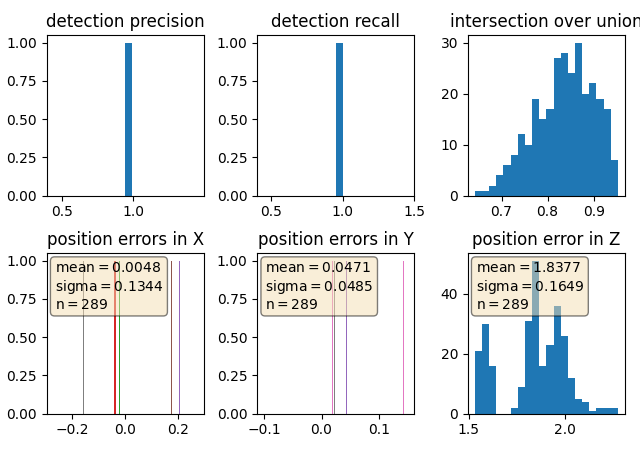 detection precision
detection recall
intersection over union
1.00
0.75
0.50
0.25
0.00
0.5 1.0
1.00
0.75
0.50
0.25
0.00
0.5 1.0 1.5
30
20
10
0
0.7 0.8 0.9
position errors in X
position errors in Y
position error in Z
1.00
0.75
0.50
0.25
0.00
mean = 0.0048
sigma = 0.1344
n = 289
−0.2 0.0 0.2
1.00
0.75
0.50
0.25
0.00
mean = 0.0471
sigma = 0.0485
n = 289
−0.1 0.0 0.1
40
20
0
mean = 1.8377
sigma = 0.1649
n = 289
1.5 2.0